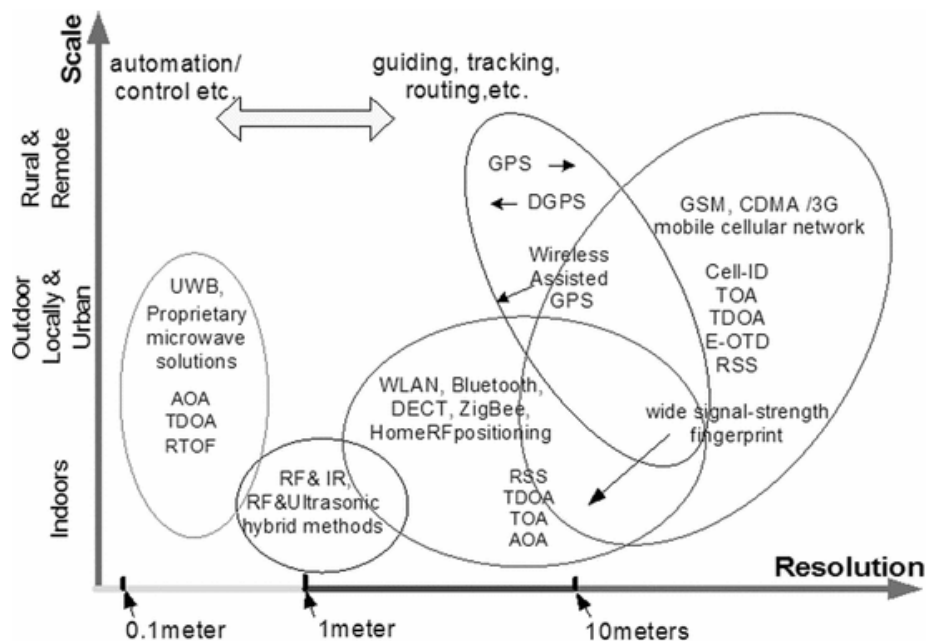 Scale
automation/
control etc.
guiding, tracking,
routing,etc.
Rural &
Remote
Outdoor
Locally &
Urban
Indoors
GPS
DGPS
Wireless
Assisted
GPS
GSM, CDMA /3G
mobile cellular network
Cell-ID
TOA
TDOA
E-OTD
RSS
UWB,
Proprietary
microwave
solutions
AOA
TDOA
RTOF
WLAN, Bluetooth,
DECT, ZigBee,
HomeRFpositioning
wide signal-strength
fingerprint
RF& IR,
RF&Ultrasonic
hybrid methods
RSS
TDOA
TOA
AOA
Resolution
0.1meter
1meter
10meters